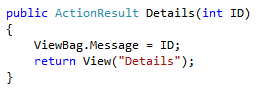 public ActionResult Details(int ID)
{
    ViewBag.Message = ID;
    return View("Details");
}